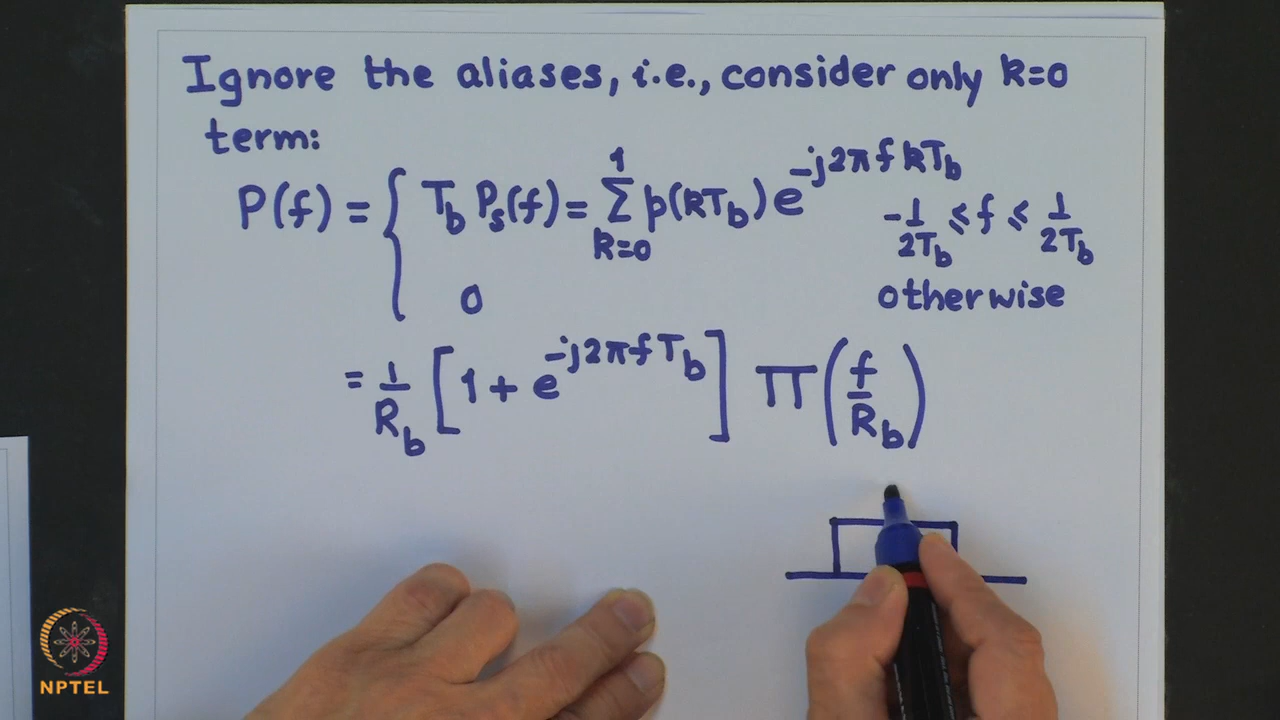 Ignore the aliases, i.e., consider only k=0
term:
P(f) = { T_b P_s(f) = ∑_{k=0}^{1} p(kT_b) e^{-j2πfkT_b} -1/2T_b ≤ f ≤ 1/2T_b
0 otherwise
= 1/R_b [1 + e^{-j2πfT_b}] Π(f/R_b)
NPTEL